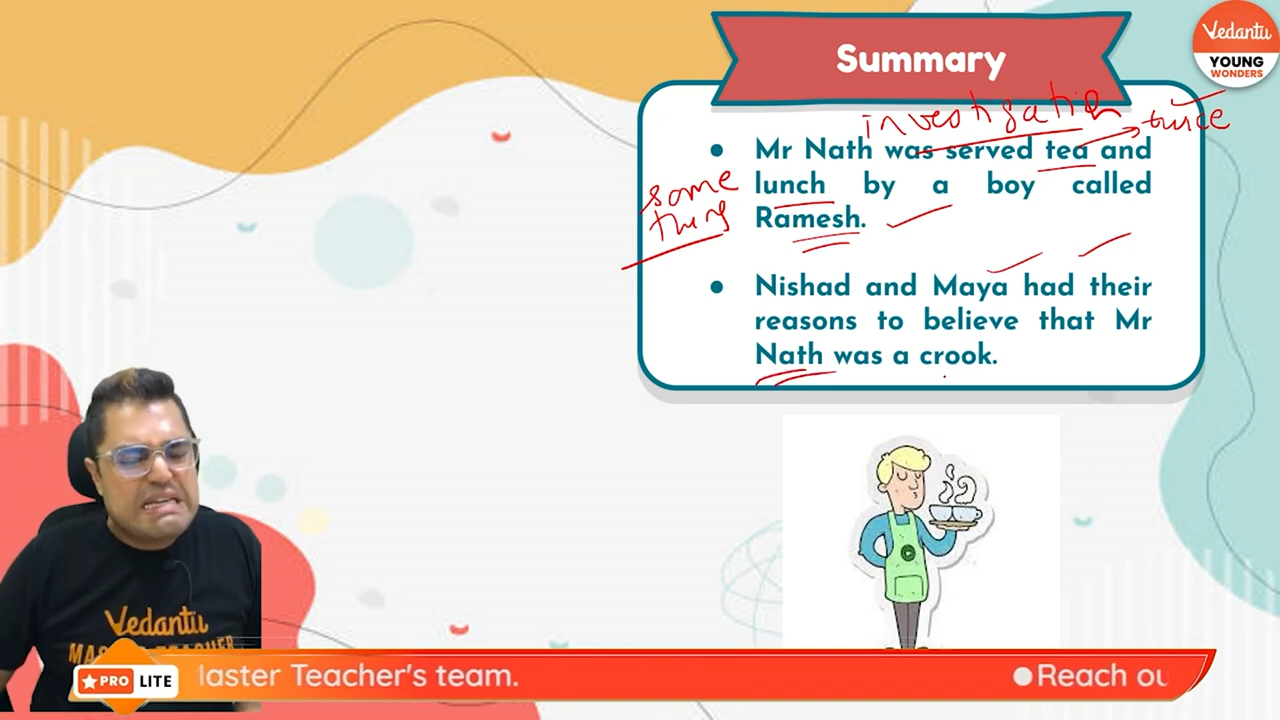 Vedantu
YOUNG
WONDERS
Summary
investigation
twice
• Mr Nath was served tea and
lunch by a boy called
Ramesh.
some
thing
• Nishad and Maya had their
reasons to believe that Mr
Nath was a crook.
Vedantu
MASTER TEACHER
PRO LITE
laster Teacher's team.
●Reach ou